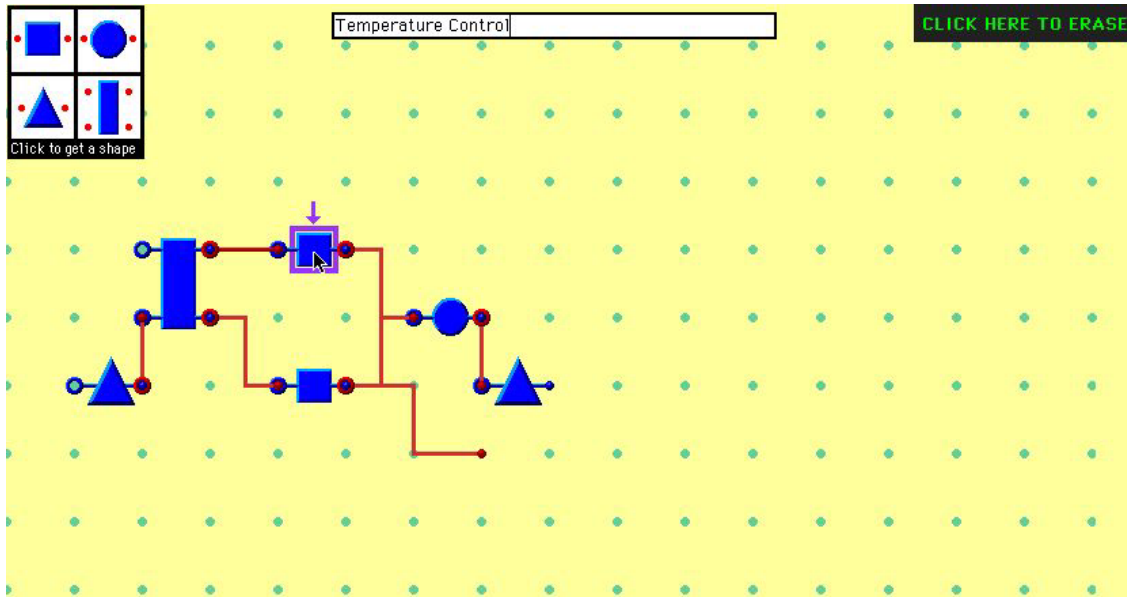 Temperature Control
CLICK HERE TO ERASE
Click to get a shape